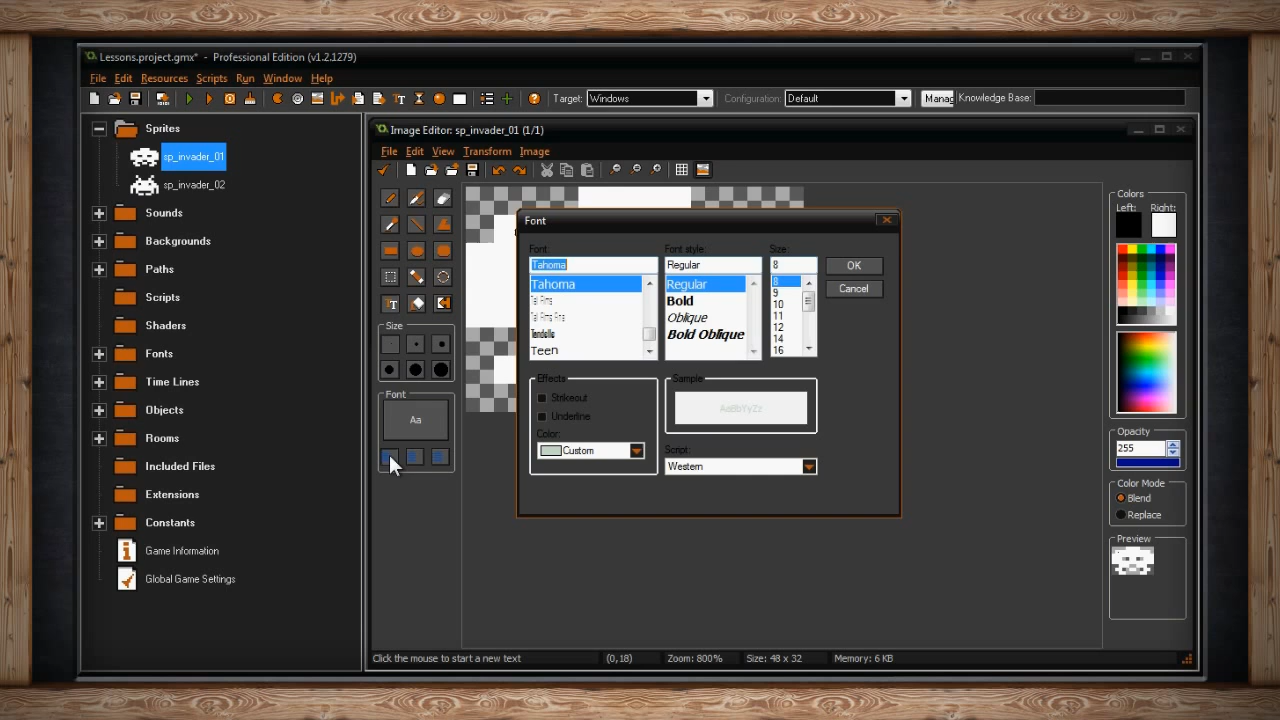 Lessons.project.gmx* - Professional Edition (v1.2.1279)
File Edit Resources Scripts Run Window Help
Target: Windows Configuration: Default Manag Knowledge Base:
Sprites
sp_invader_01
sp_invader_02
Sounds
Backgrounds
Paths
Scripts
Shaders
Fonts
Time Lines
Objects
Rooms
Included Files
Extensions
Constants
Game Information
Global Game Settings
Image Editor: sp_invader_01 (1/1)
File Edit View Transform Image
Size
Font
Aa
Font
Font: Font style: Size:
Tahoma Regular 8
Tahoma
Tendelle
Teen
Regular
Bold
Oblique
Bold Oblique
8
9
10
11
12
14
16
OK
Cancel
Effects
Strikeout
Underline
Color:
Custom
Sample
AaBbYyZz
Script:
Western
Colors
Left: Right:
Opacity
255
Color Mode
Blend
Replace
Preview
Click the mouse to start a new text (0,18) Zoom: 800% Size: 48 x 32 Memory: 6 KB